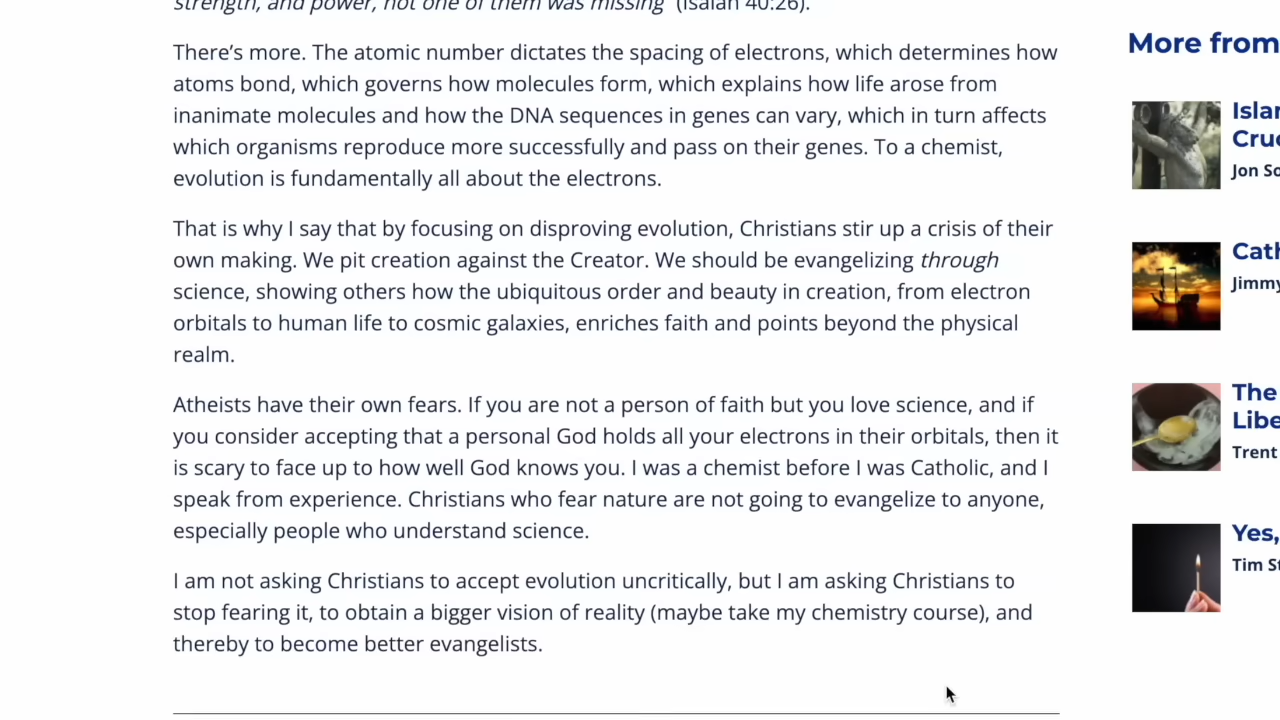 strength, and power, not one of them was missing" (Isaiah 40:26).
There’s more. The atomic number dictates the spacing of electrons, which determines how
atoms bond, which governs how molecules form, which explains how life arose from
inanimate molecules and how the DNA sequences in genes can vary, which in turn affects
which organisms reproduce more successfully and pass on their genes. To a chemist,
evolution is fundamentally all about the electrons.
That is why I say that by focusing on disproving evolution, Christians stir up a crisis of their
own making. We pit creation against the Creator. We should be evangelizing through
science, showing others how the ubiquitous order and beauty in creation, from electron
orbitals to human life to cosmic galaxies, enriches faith and points beyond the physical
realm.
Atheists have their own fears. If you are not a person of faith but you love science, and if
you consider accepting that a personal God holds all your electrons in their orbitals, then it
is scary to face up to how well God knows you. I was a chemist before I was Catholic, and I
speak from experience. Christians who fear nature are not going to evangelize to anyone,
especially people who understand science.
I am not asking Christians to accept evolution uncritically, but I am asking Christians to
stop fearing it, to obtain a bigger vision of reality (maybe take my chemistry course), and
thereby to become better evangelists.
More from
Islar
Cruc
Jon So
Cath
Jimmy
The
Libe
Trent
Yes,
Tim St